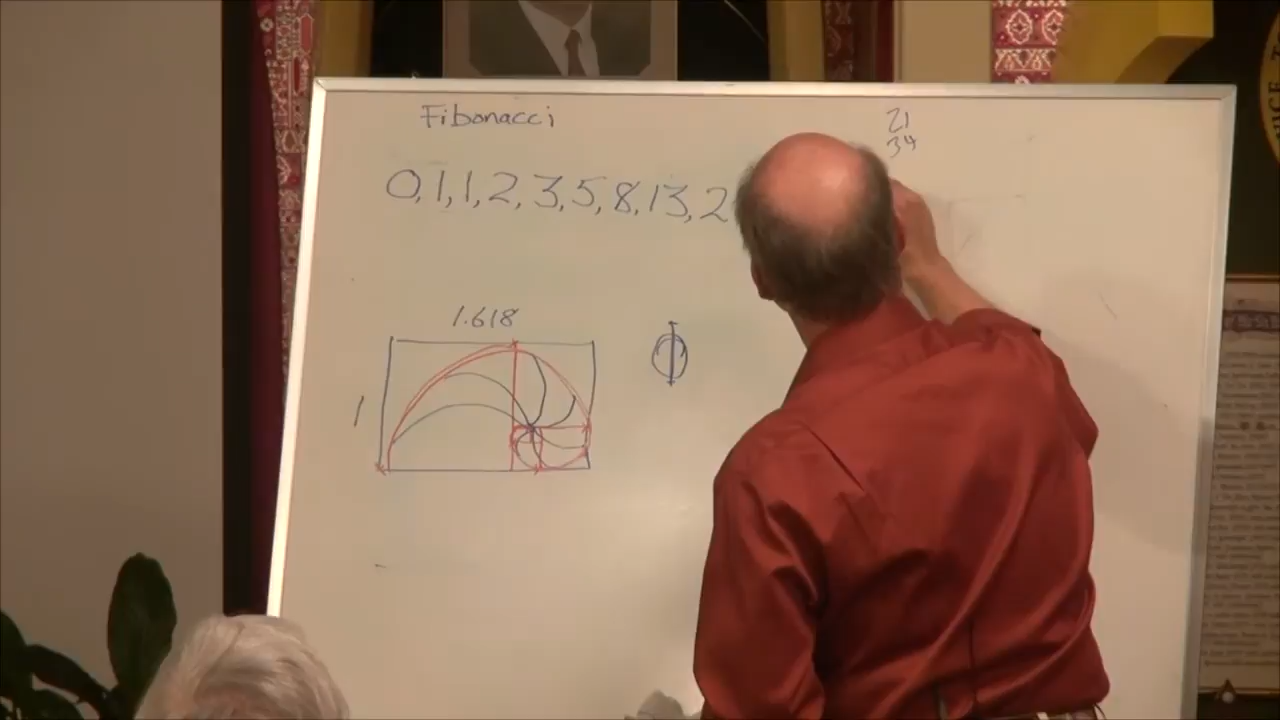 Fibonacci
21
34
0,1,1,2,3,5,8,13,2
1.618
1
ϕ